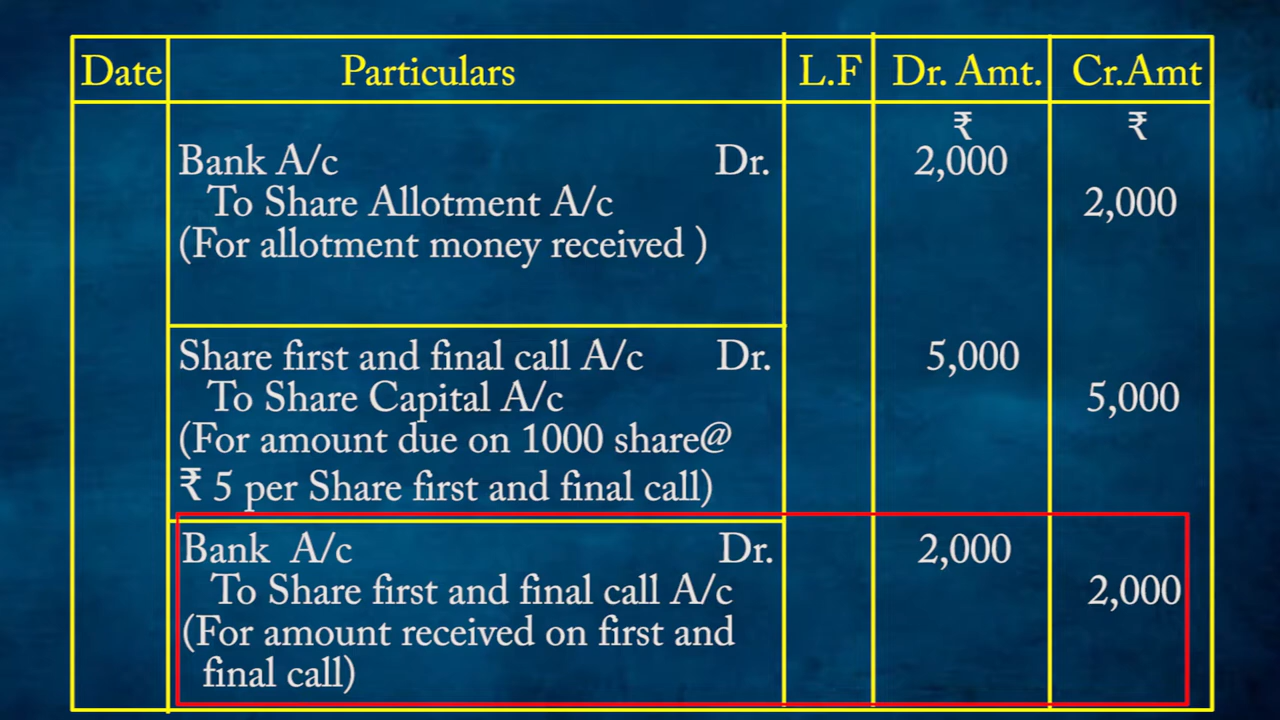 Date Particulars L.F Dr. Amt. Cr.Amt
₹ ₹
Bank A/c Dr. 2,000
To Share Allotment A/c 2,000
(For allotment money received )
Share first and final call A/c Dr. 5,000
To Share Capital A/c 5,000
(For amount due on 1000 share@
₹ 5 per Share first and final call)
Bank A/c Dr. 2,000
To Share first and final call A/c 2,000
(For amount received on first and
final call)